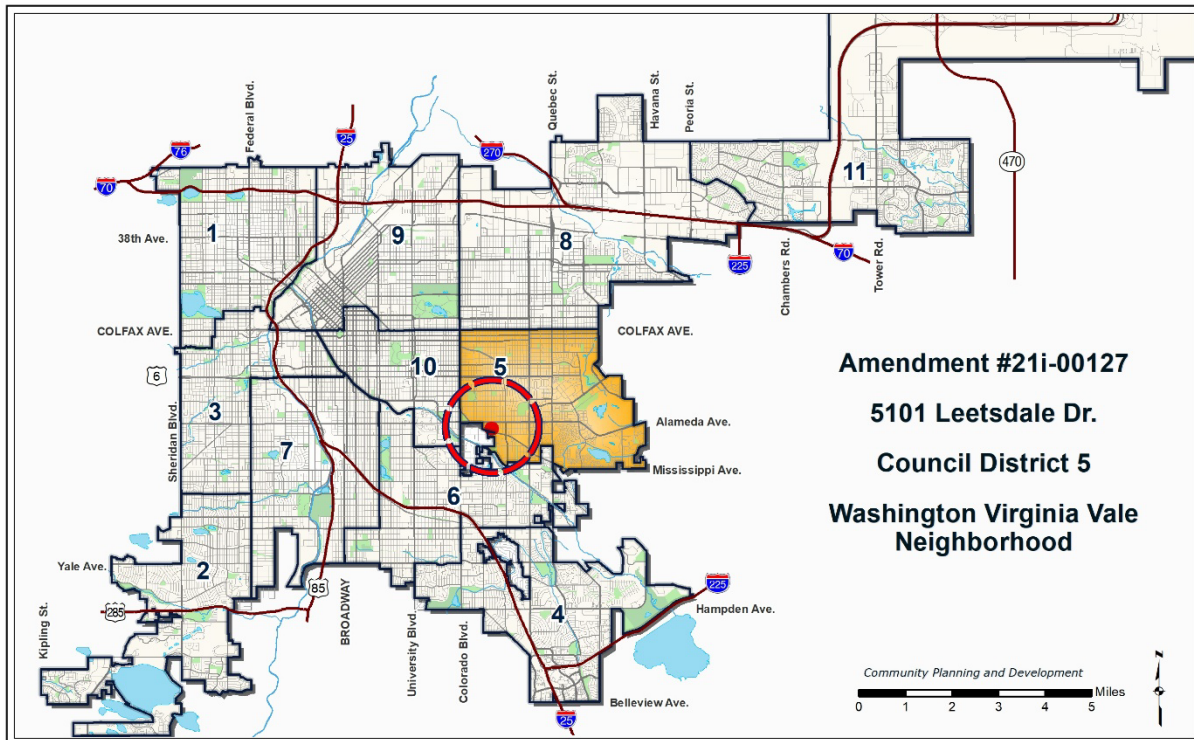 Federal Blvd.
Quebec St.
Havana St.
Peoria St.
76
25
270
70
470
11
1
9
8
38th Ave.
225
Chambers Rd.
70
Tower Rd.
COLFAX AVE.
COLFAX AVE.
6
10
5
3
Sheridan Blvd.
7
Alameda Ave.
Mississippi Ave.
6
Yale Ave.
2
85
BROADWAY
University Blvd.
Colorado Blvd.
4
225
Hampden Ave.
285
Kipling St.
Belleview Ave.
25
Amendment #21i-00127
5101 Leetsdale Dr.
Council District 5
Washington Virginia Vale
Neighborhood
Community Planning and Development
Miles
0 1 2 3 4 5
N